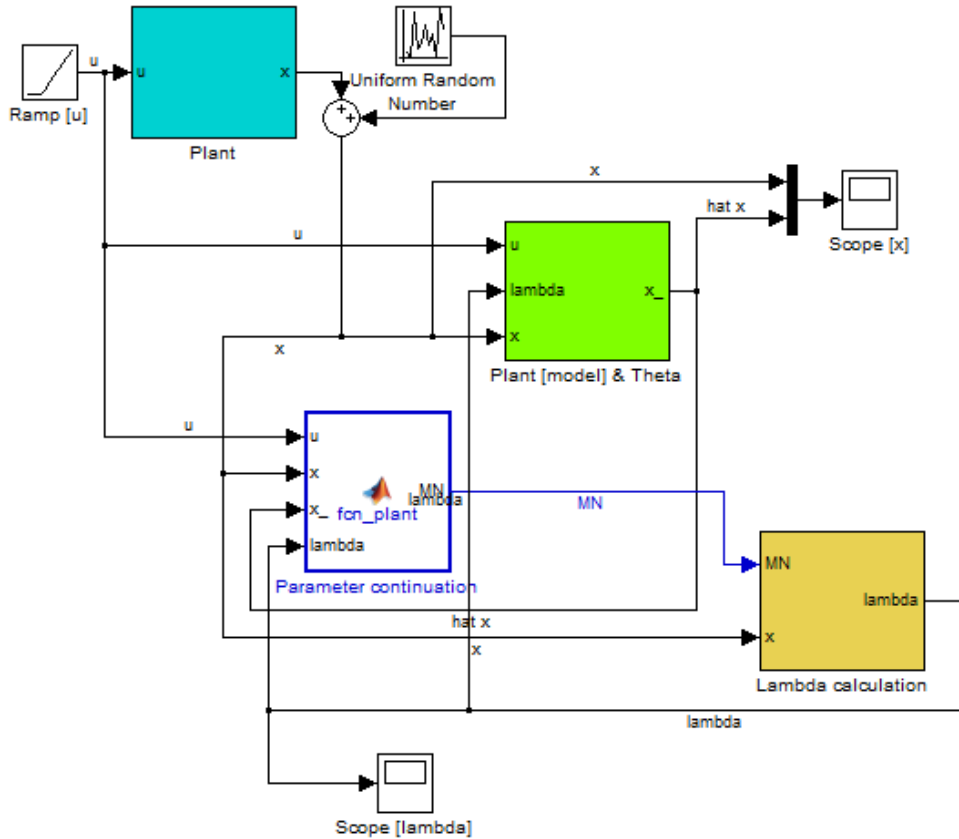 u
Ramp [u]
u
x
Plant
Uniform Random
Number
+
+
x
hat x
Scope [x]
u
u
lambda
x
x_
Plant [model] & Theta
x
u
u
x
x_
lambda
MN
lambda
fcn_plant
Parameter continuation
MN
MN
x
lambda
Lambda calculation
hat x
x
lambda
Scope [lambda]